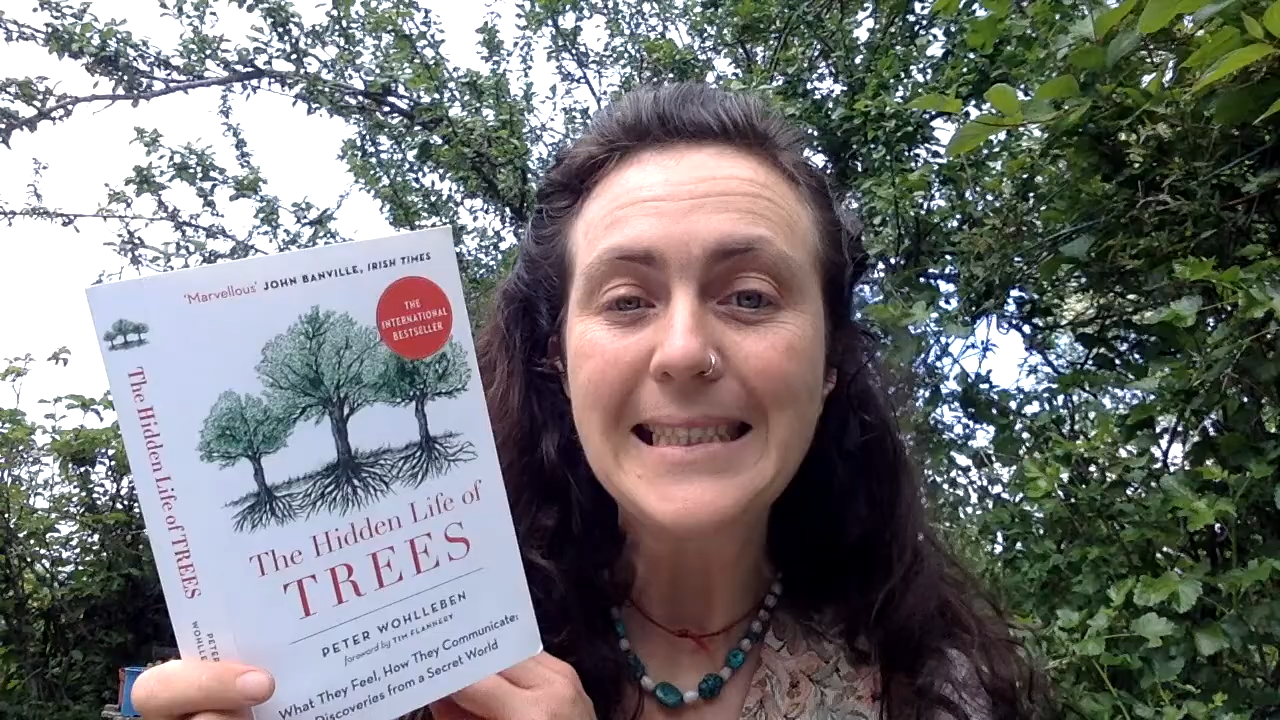 'Marvellous' JOHN BANVILLE, IRISH TIMES
THE
INTERNATIONAL
BESTSELLER
The Hidden Life of
TREES
PETER WOHLLEBEN
foreword by TIM FLANNERY
What They Feel, How They Communicate:
Discoveries from a Secret World
The Hidden Life of TREES
PETER